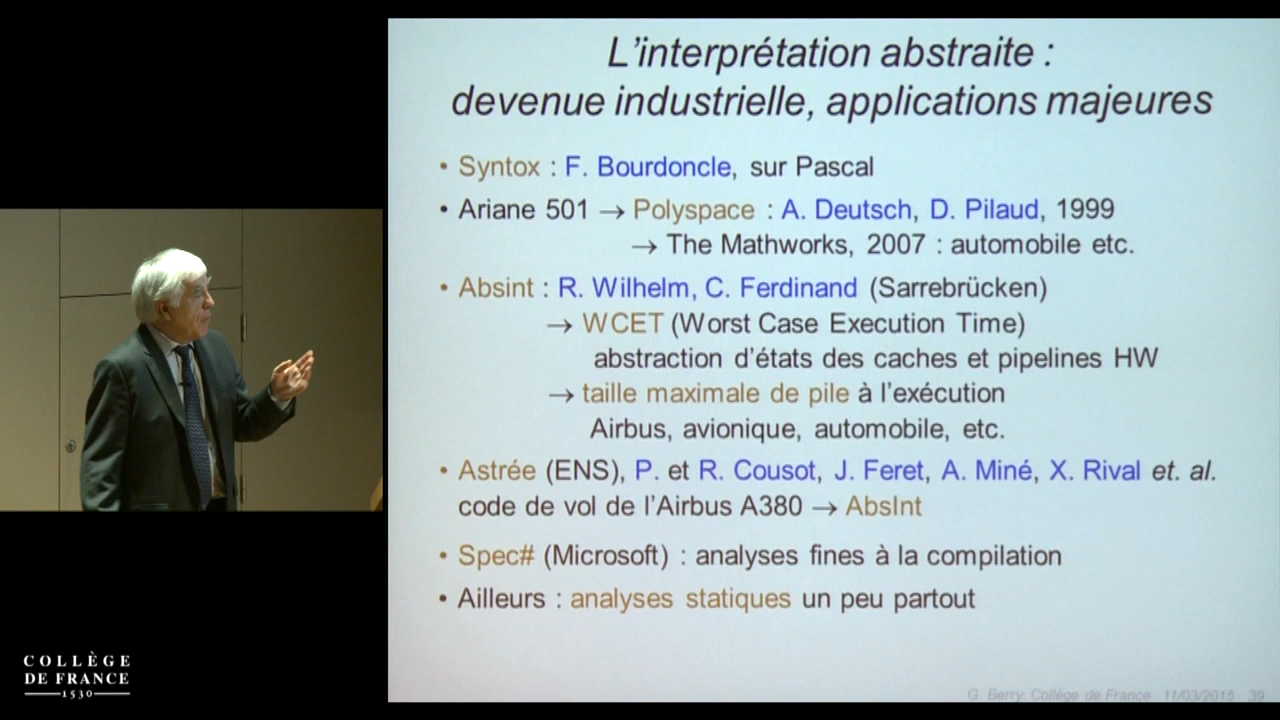 L'interprétation abstraite :
devenue industrielle, applications majeures
• Syntox : F. Bourdoncle, sur Pascal
• Ariane 501 → Polyspace : A. Deutsch, D. Pilaud, 1999
→ The Mathworks, 2007 : automobile etc.
• Absint : R. Wilhelm, C. Ferdinand (Sarrebrücken)
→ WCET (Worst Case Execution Time)
abstraction d'états des caches et pipelines HW
→ taille maximale de pile à l'exécution
Airbus, avionique, automobile, etc.
• Astrée (ENS), P. et R. Cousot, J. Feret, A. Miné, X. Rival et. al.
code de vol de l'Airbus A380 → AbsInt
• Spec# (Microsoft) : analyses fines à la compilation
• Ailleurs : analyses statiques un peu partout
COLLÈGE
DE FRANCE
1530
G. Berry, Collège de France 11/03/2015 39